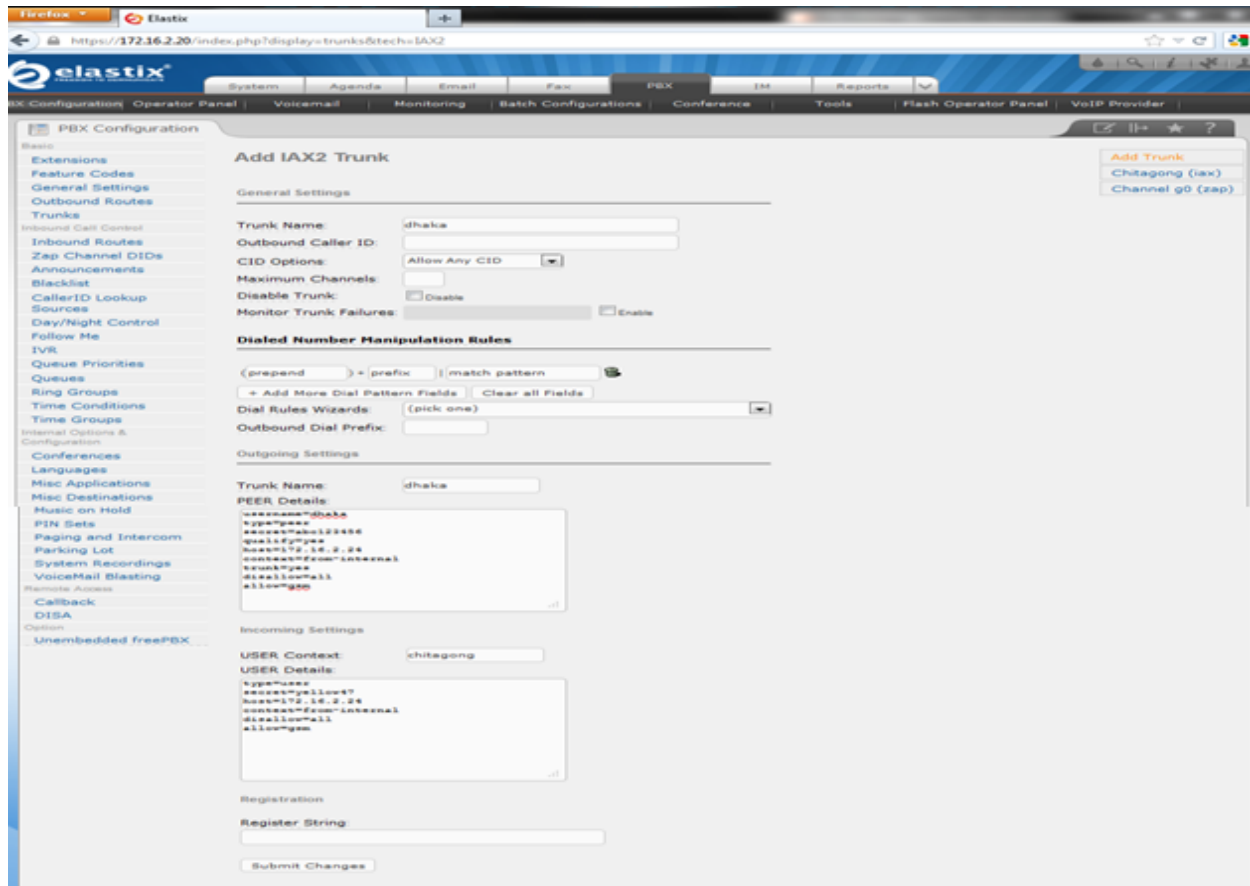 Firefox
Elastix
https://172.16.2.20/index.php?display=trunks&tech=IAX2
elastix
System Agenda Email Fax PBX IM Reports
PBX Configuration Operator Panel | Voicemail | Monitoring | Batch Configurations | Conference | Tools | Flash Operator Panel | VoIP Provider |
PBX Configuration
Basic
Extensions
Feature Codes
General Settings
Outbound Routes
Trunks
Inbound Call Control
Inbound Routes
Zap Channel DIDs
Announcements
Blacklist
CallerID Lookup
Sources
Day/Night Control
Follow Me
IVR
Queue Priorities
Queues
Ring Groups
Time Conditions
Time Groups
Internal Options &
Configuration
Conferences
Languages
Misc Applications
Misc Destinations
Music on Hold
PIN Sets
Paging and Intercom
Parking Lot
System Recordings
VoiceMail Blasting
Remote Access
Callback
DISA
Option
Unembedded freePBX
Add IAX2 Trunk
General Settings
Trunk Name: dhaka
Outbound Caller ID:
CID Options: Allow Any CID
Maximum Channels:
Disable Trunk: Disable
Monitor Trunk Failures: Enable
Dialed Number Manipulation Rules
(prepend ) + prefix | match pattern
+ Add More Dial Pattern Fields Clear all Fields
Dial Rules Wizards: (pick one)
Outbound Dial Prefix:
Outgoing Settings
Trunk Name: dhaka
PEER Details:
username=dhaka
type=peer
secret=abc123456
qualify=yes
host=172.16.2.24
context=from-internal
trunk=yes
disallow=all
allow=gsm
Incoming Settings
USER Context: chitagong
USER Details:
type=user
secret=yellow47
host=172.16.2.24
context=from-internal
disallow=all
allow=gsm
Registration
Register String:
Submit Changes
Add Trunk
Chitagong (iax)
Channel g0 (zap)